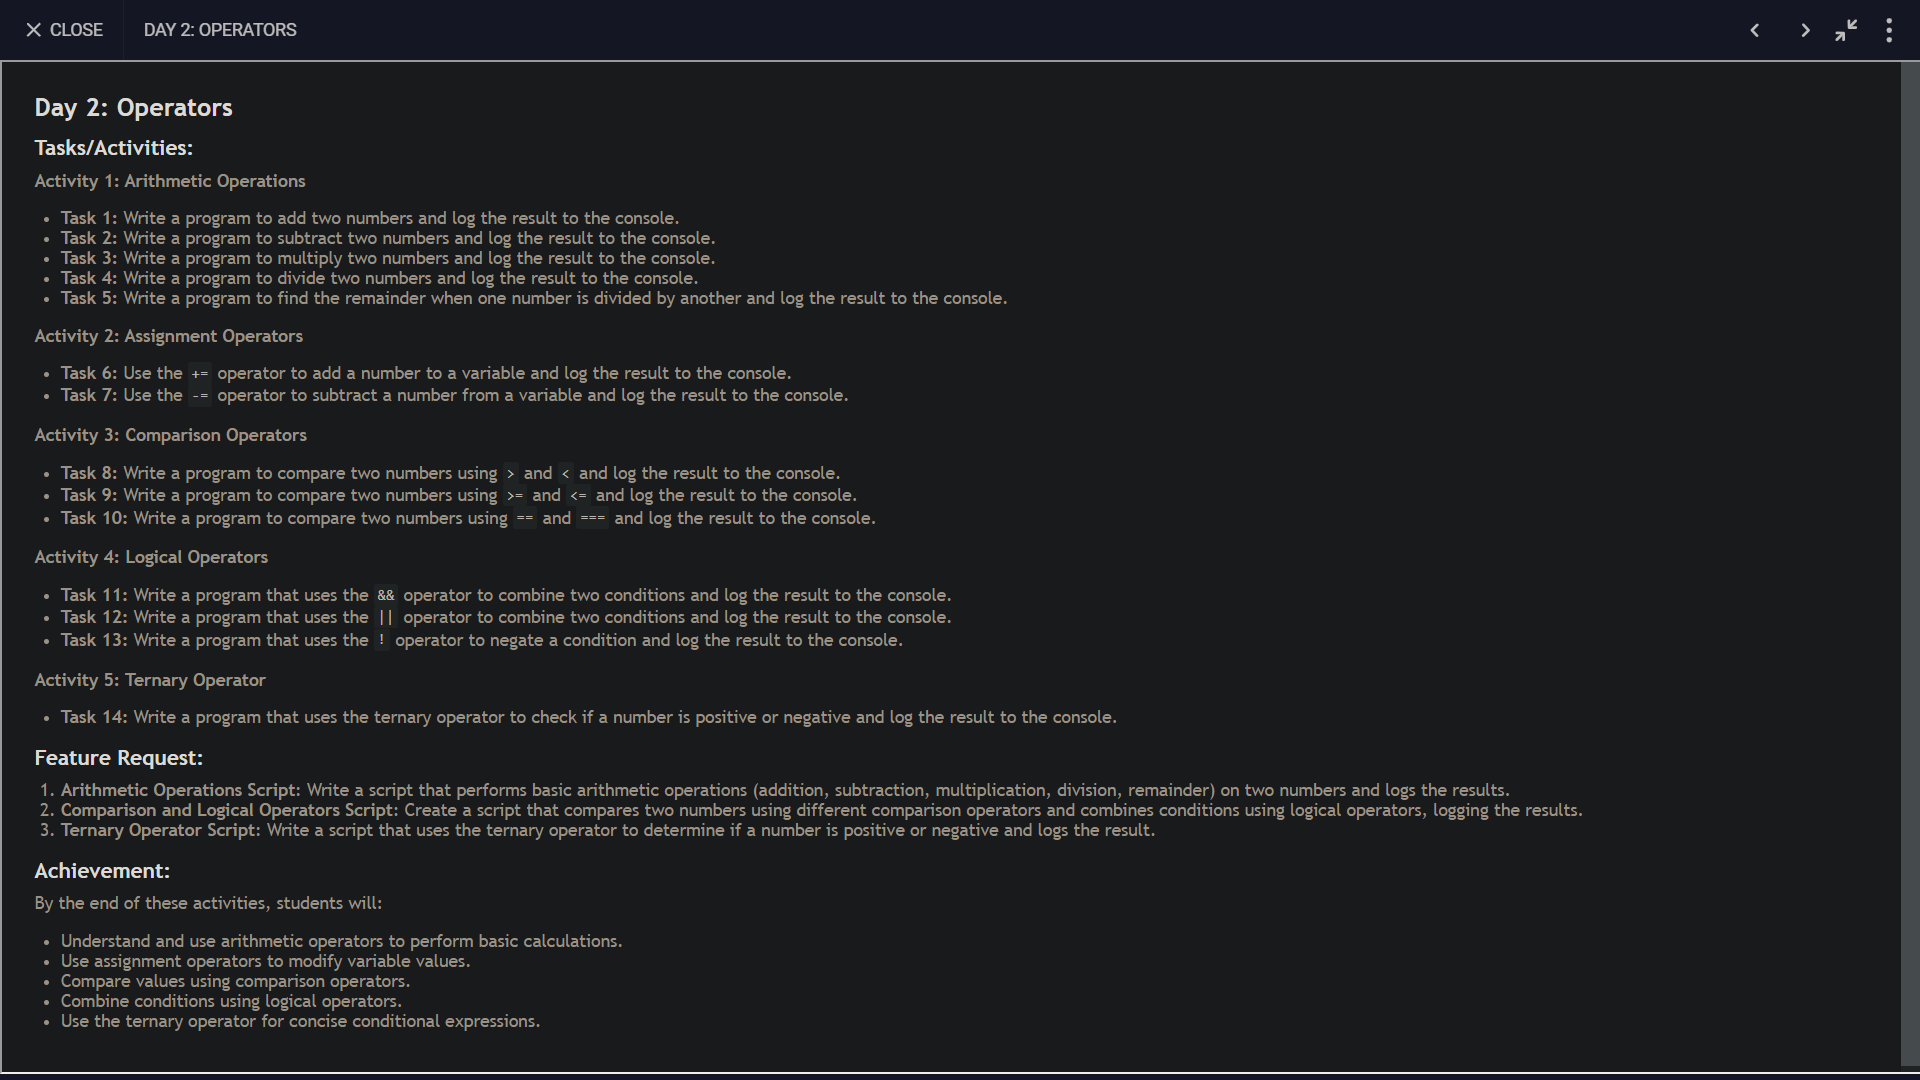 CLOSE
DAY 2: OPERATORS
Day 2: Operators
Tasks/Activities:
Activity 1: Arithmetic Operations
• Task 1: Write a program to add two numbers and log the result to the console.
• Task 2: Write a program to subtract two numbers and log the result to the console.
• Task 3: Write a program to multiply two numbers and log the result to the console.
• Task 4: Write a program to divide two numbers and log the result to the console.
• Task 5: Write a program to find the remainder when one number is divided by another and log the result to the console.
Activity 2: Assignment Operators
• Task 6: Use the += operator to add a number to a variable and log the result to the console.
• Task 7: Use the -= operator to subtract a number from a variable and log the result to the console.
Activity 3: Comparison Operators
• Task 8: Write a program to compare two numbers using > and < and log the result to the console.
• Task 9: Write a program to compare two numbers using >= and <= and log the result to the console.
• Task 10: Write a program to compare two numbers using == and === and log the result to the console.
Activity 4: Logical Operators
• Task 11: Write a program that uses the && operator to combine two conditions and log the result to the console.
• Task 12: Write a program that uses the || operator to combine two conditions and log the result to the console.
• Task 13: Write a program that uses the ! operator to negate a condition and log the result to the console.
Activity 5: Ternary Operator
• Task 14: Write a program that uses the ternary operator to check if a number is positive or negative and log the result to the console.
Feature Request:
1. Arithmetic Operations Script: Write a script that performs basic arithmetic operations (addition, subtraction, multiplication, division, remainder) on two numbers and logs the results.
2. Comparison and Logical Operators Script: Create a script that compares two numbers using different comparison operators and combines conditions using logical operators, logging the results.
3. Ternary Operator Script: Write a script that uses the ternary operator to determine if a number is positive or negative and logs the result.
Achievement:
By the end of these activities, students will:
• Understand and use arithmetic operators to perform basic calculations.
• Use assignment operators to modify variable values.
• Compare values using comparison operators.
• Combine conditions using logical operators.
• Use the ternary operator for concise conditional expressions.